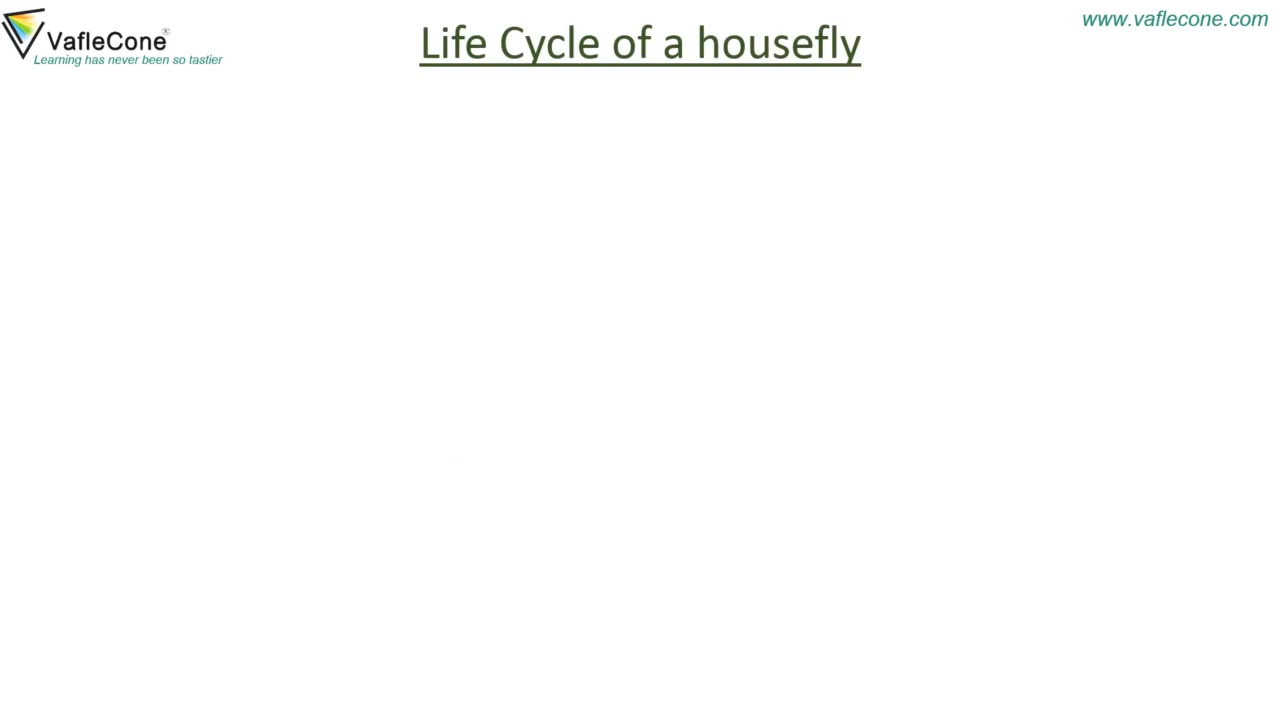 VafleCone®
Learning has never been so tastier
Life Cycle of a housefly
www.vaflecone.com